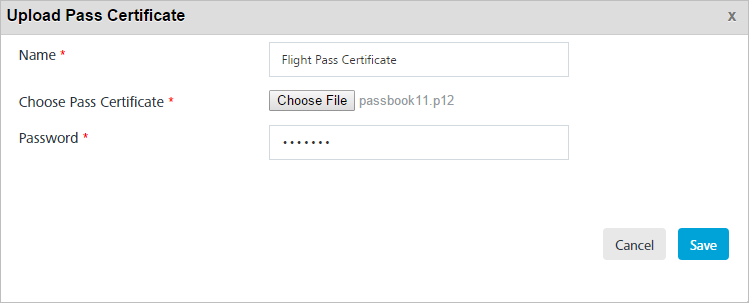 Upload Pass Certificate x
Name * Flight Pass Certificate
Choose Pass Certificate * Choose File passbook11.p12
Password * •••••••
Cancel Save